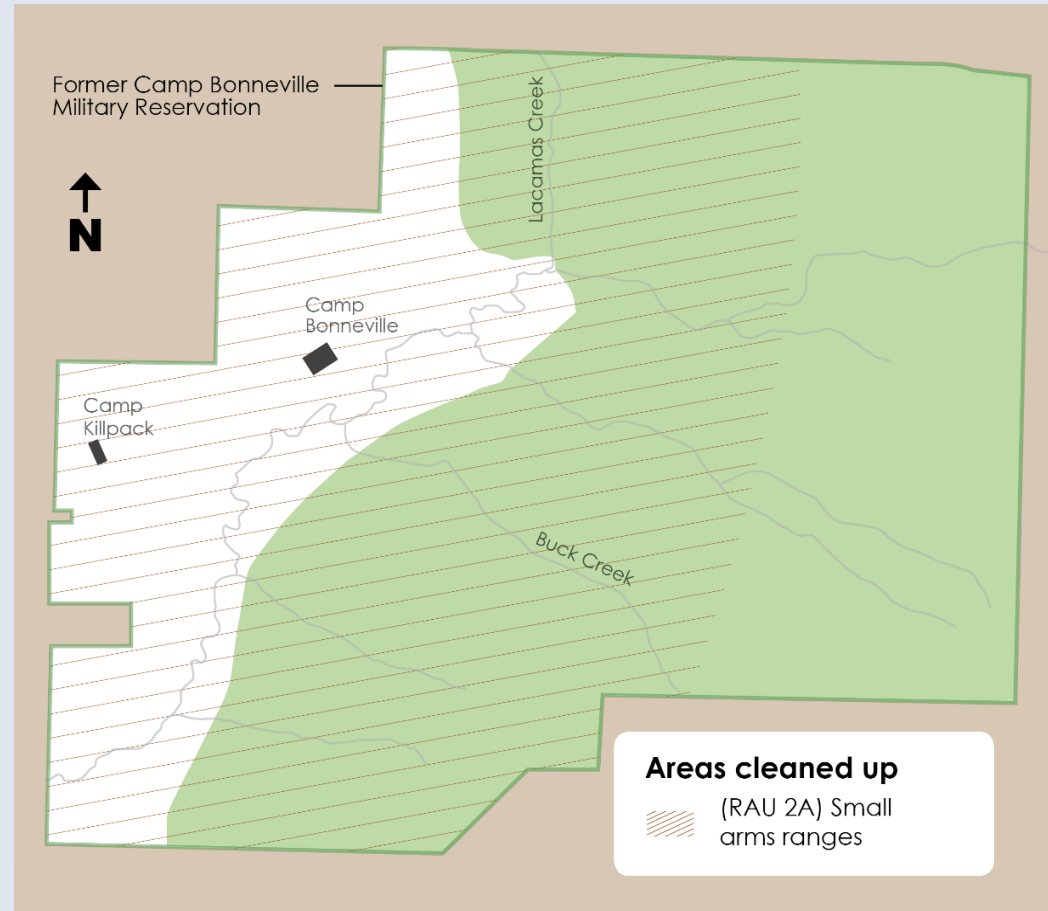 Former Camp Bonneville
Military Reservation
N
Lacamas Creek
Camp
Bonneville
Camp
Killpack
Buck Creek
Areas cleaned up
(RAU 2A) Small
arms ranges